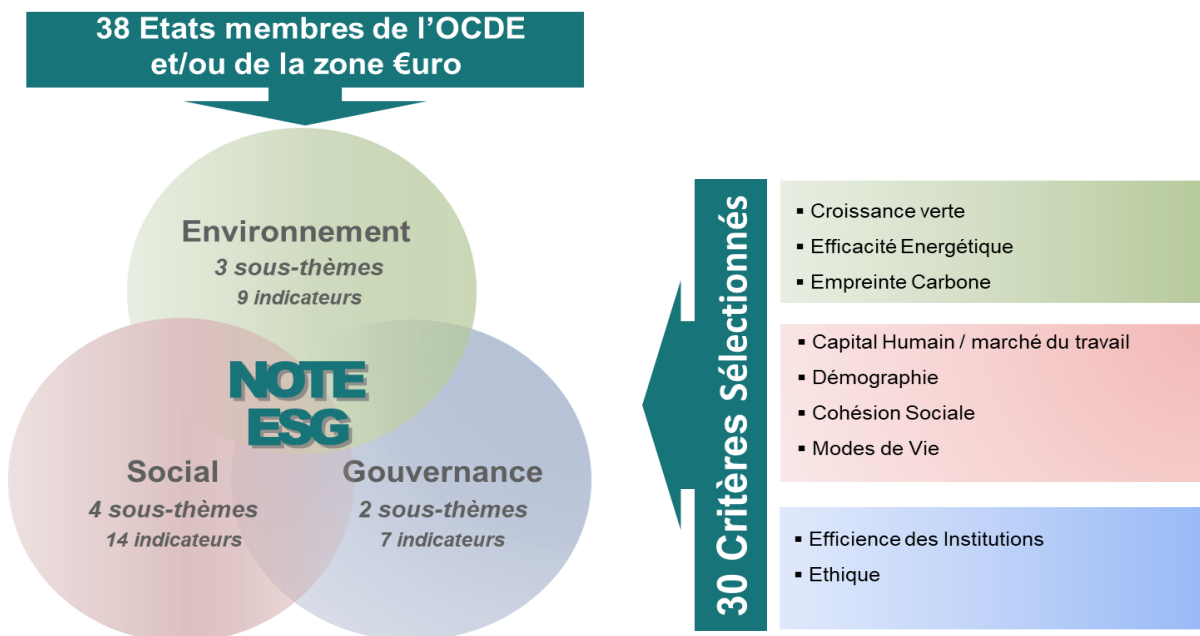 38 Etats membres de l'OCDE
et/ou de la zone €uro
Environnement
3 sous-thèmes
9 indicateurs
NOTE
ESG
Social
4 sous-thèmes
14 indicateurs
Gouvernance
2 sous-thèmes
7 indicateurs
30 Critères Sélectionnés
▪ Croissance verte
▪ Efficacité Energétique
▪ Empreinte Carbone
▪ Capital Humain / marché du travail
▪ Démographie
▪ Cohésion Sociale
▪ Modes de Vie
▪ Efficience des Institutions
▪ Ethique